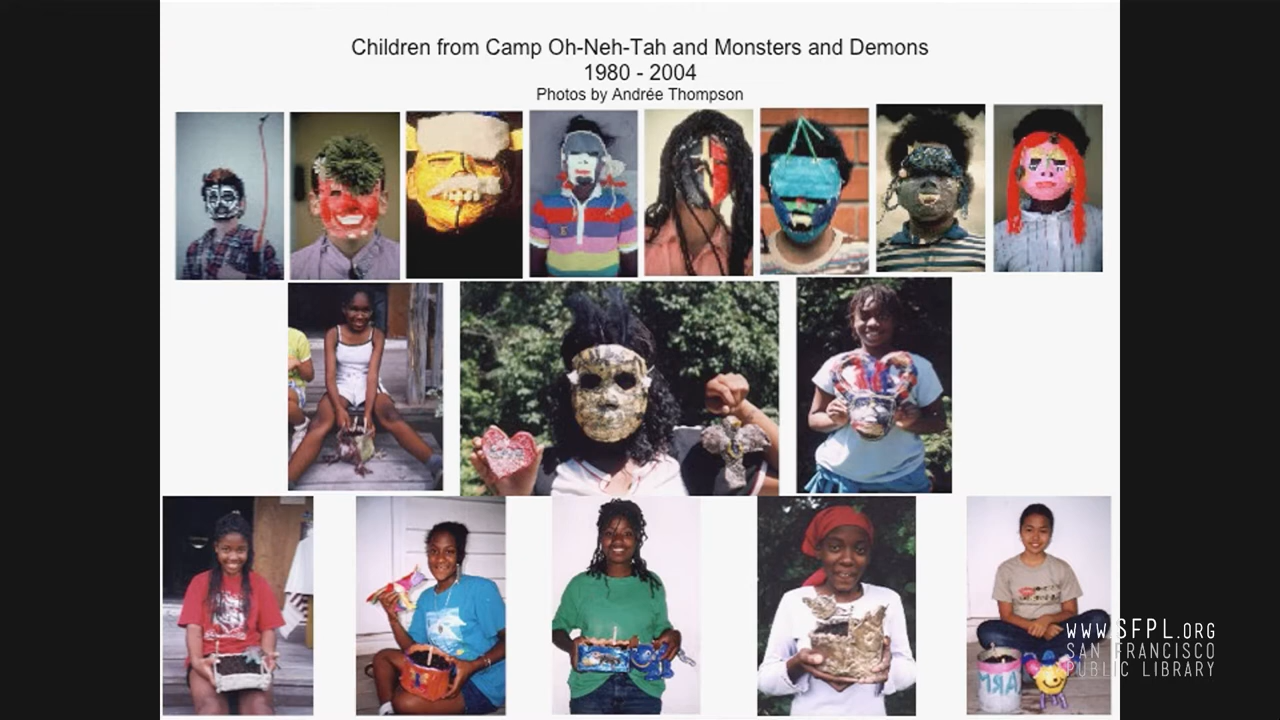 Children from Camp Oh-Neh-Tah and Monsters and Demons
1980 - 2004
Photos by Andrée Thompson
WWW.SFPL.ORG
SAN FRANCISCO
PUBLIC LIBRARY